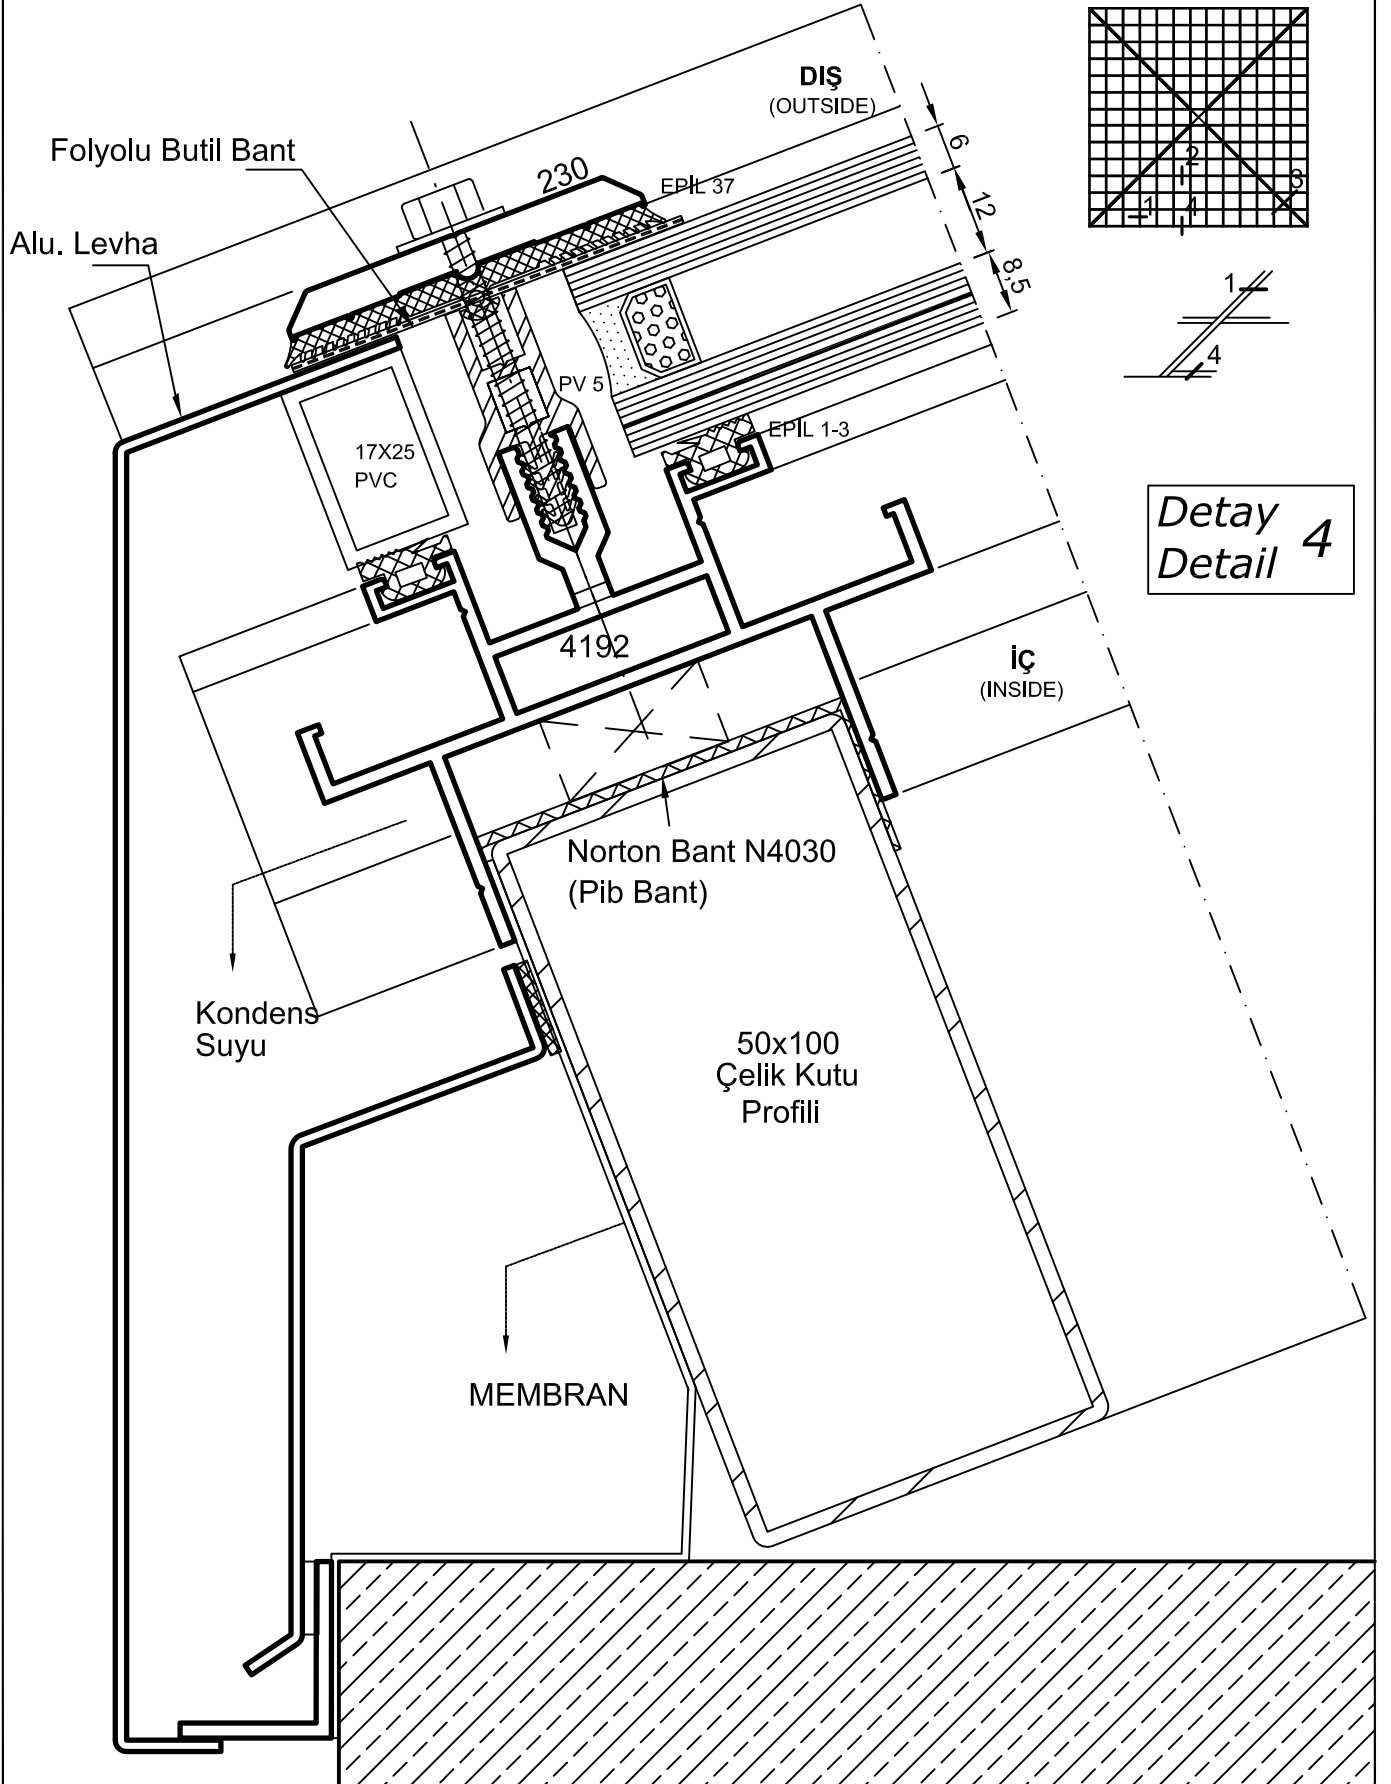 DIŞ
(OUTSIDE)
Folyolu Butil Bant
230
EPİL 37
6
12
8,5
2
3
1
4
Alu. Levha
1
4
17X25
PVC
PV 5
EPİL 1-3
Detay
Detail
4
4192
İÇ
(INSIDE)
Norton Bant N4030
(Pib Bant)
Kondens
Suyu
50x100
Çelik Kutu
Profili
MEMBRAN